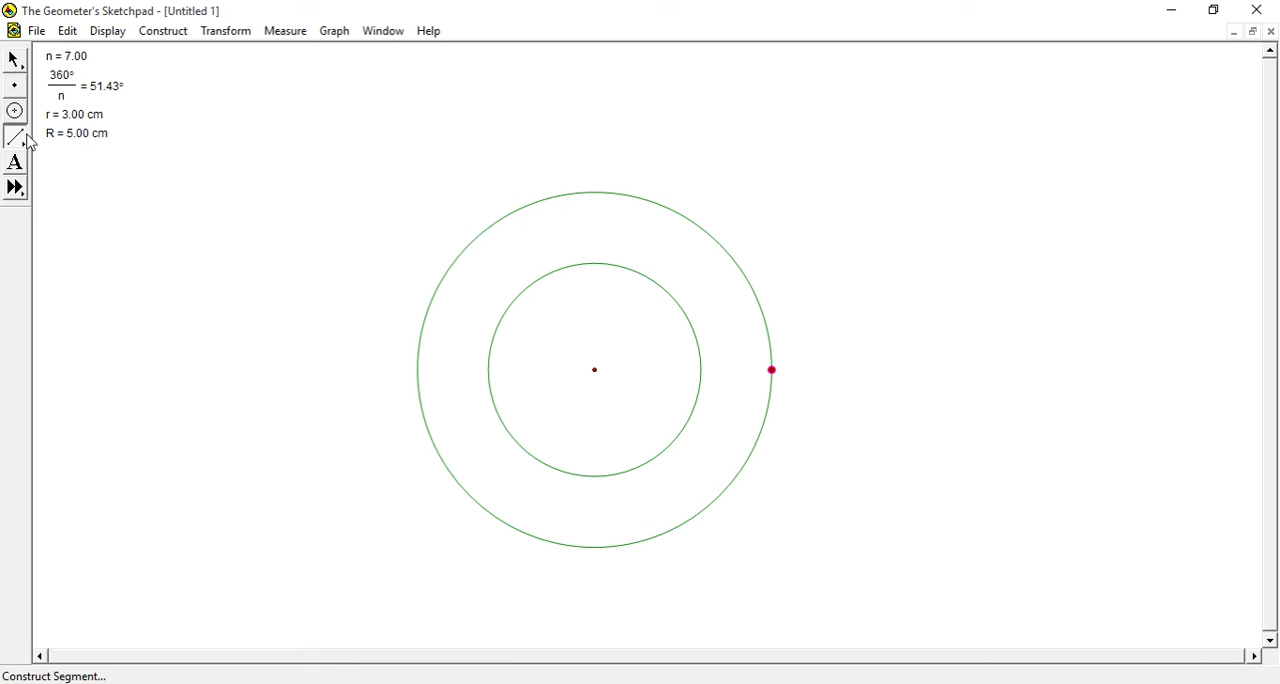 The Geometer's Sketchpad - [Untitled 1]
File Edit Display Construct Transform Measure Graph Window Help
n = 7.00
360°
n
= 51.43°
r = 3.00 cm
R = 5.00 cm
A
Construct Segment...